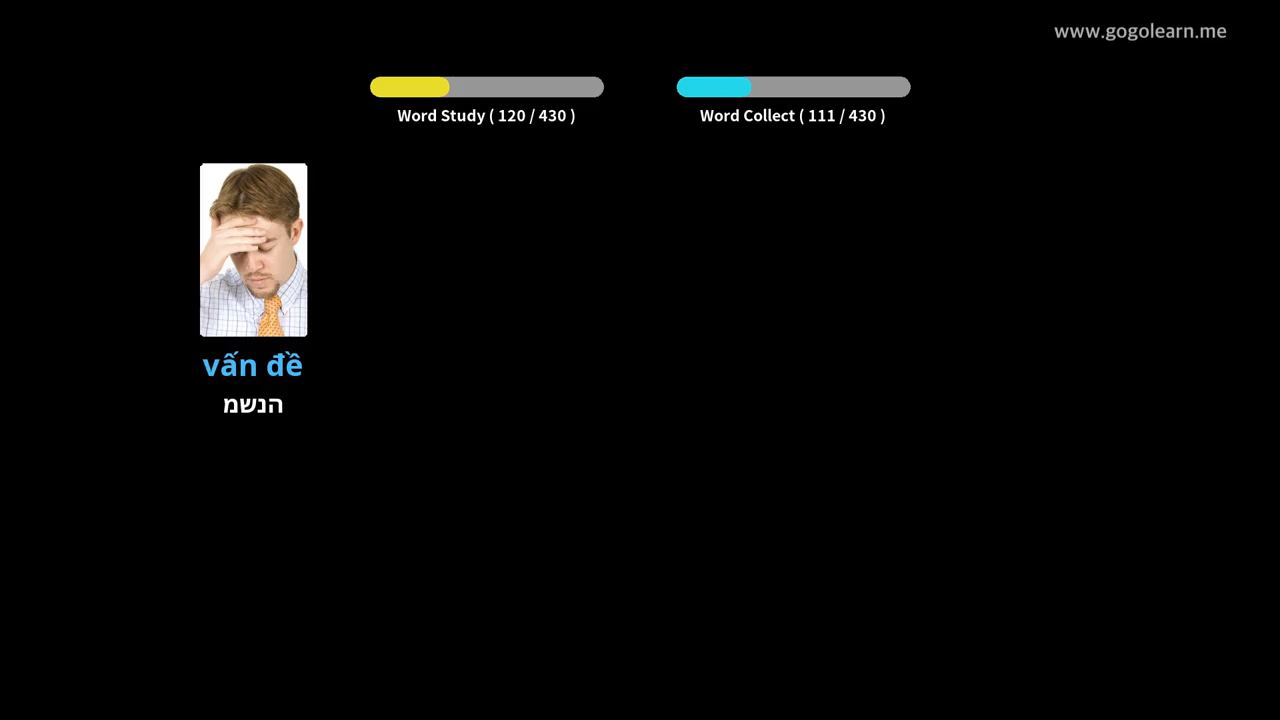 www.gogolearn.me
Word Study ( 120 / 430 )
Word Collect ( 111 / 430 )
vấn đề
הנשמ